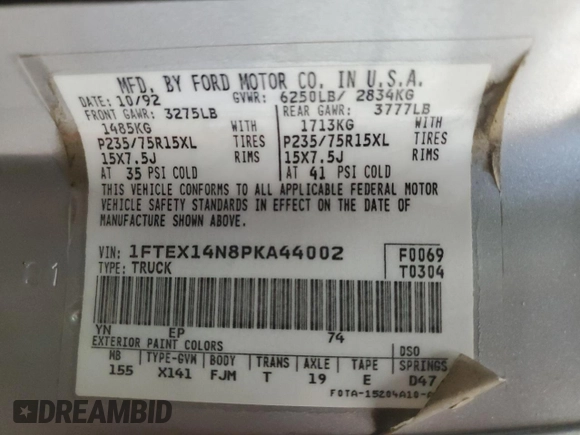 MFD. BY FORD MOTOR CO. IN U.S.A.
DATE: 10/92 GVWR: 6250LB/ 2834KG
FRONT GAWR: 3275LB REAR GAWR: 3777LB
1485KG WITH 1713KG WITH
P235/75R15XL TIRES P235/75R15XL TIRES
15X7.5J RIMS 15X7.5J RIMS
AT 35 PSI COLD AT 41 PSI COLD
THIS VEHICLE CONFORMS TO ALL APPLICABLE FEDERAL MOTOR
VEHICLE SAFETY STANDARDS IN EFFECT ON THE DATE OF
MANUFACTURE SHOWN ABOVE.
VIN: 1FTEX14N8PKA44002 F0069
TYPE: TRUCK T0304
YN EP 74
EXTERIOR PAINT COLORS DSO
WB TYPE-GVM BODY TRANS AXLE TAPE SPRINGS
155 X141 FJM T 19 E D47
F0TA-15204A10-
DREAMBID